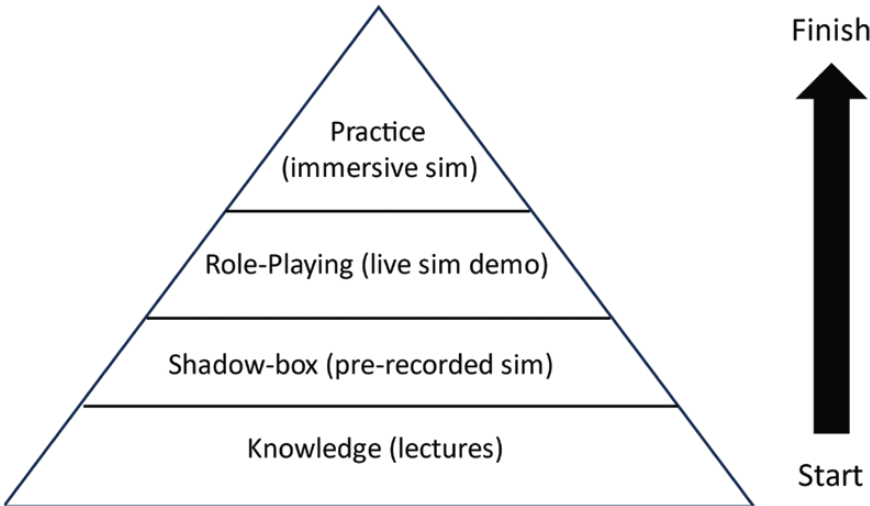 Finish
Practice
(immersive sim)
Role-Playing (live sim demo)
Shadow-box (pre-recorded sim)
Knowledge (lectures)
Start